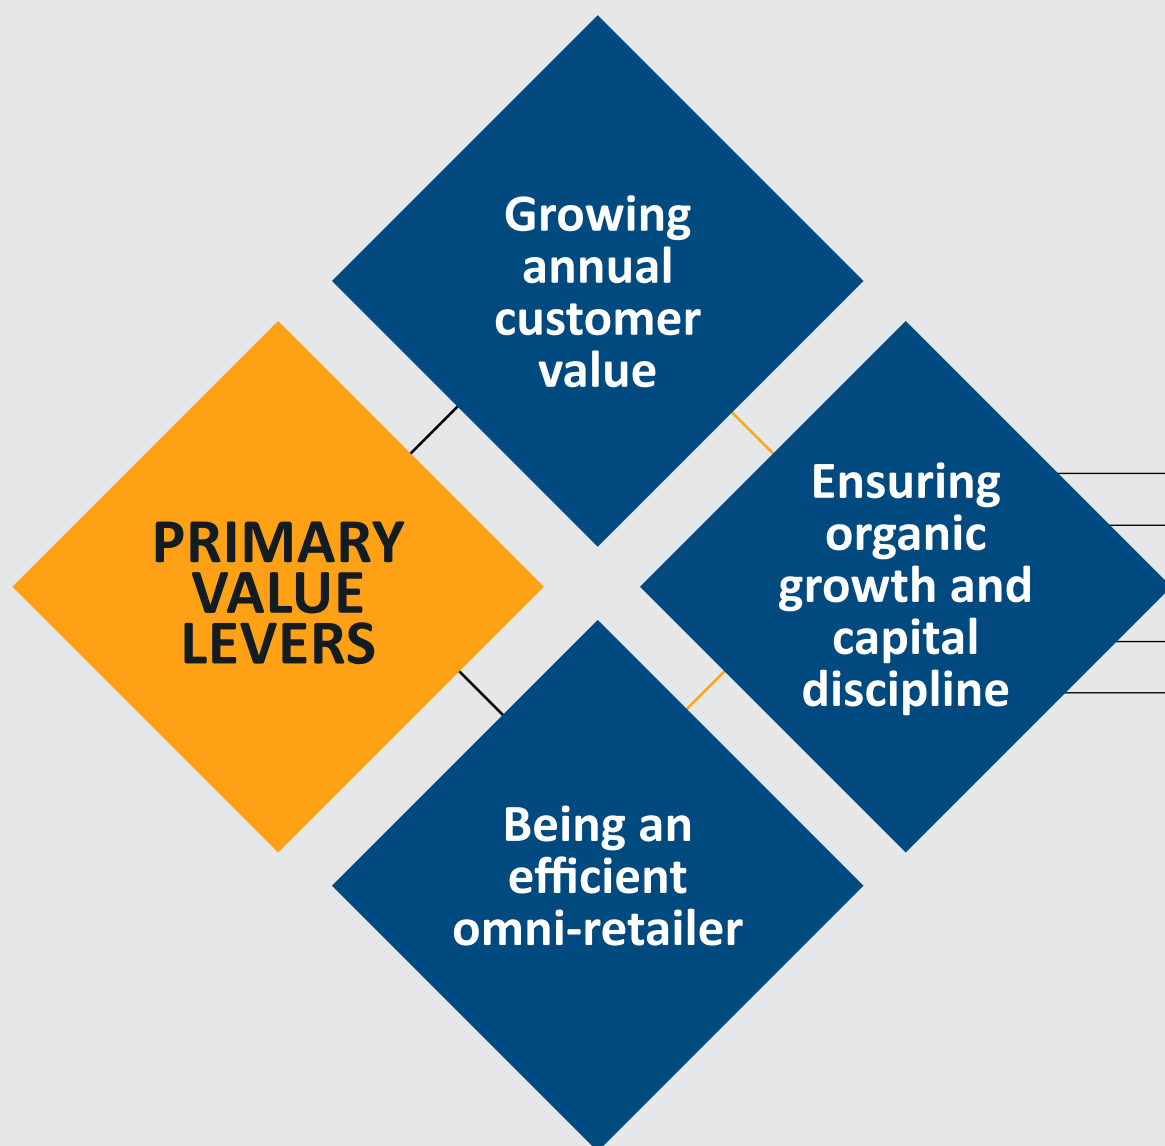 Growing
annual
customer
value
PRIMARY
VALUE
LEVERS
Ensuring
organic
growth and
capital
discipline
Being an
efficient
omni-retailer